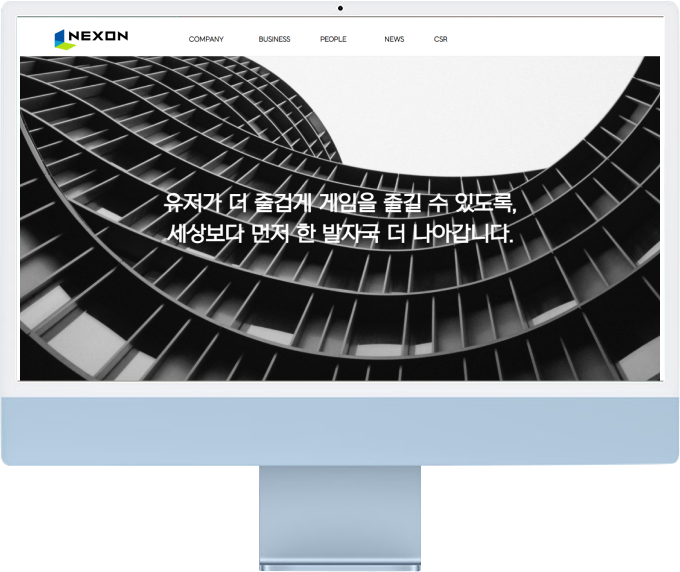 NEXON
COMPANY BUSINESS PEOPLE NEWS CSR
유저가 더 즐겁게 게임을 즐길 수 있도록,
세상보다 먼저 한 발자국 더 나아갑니다.